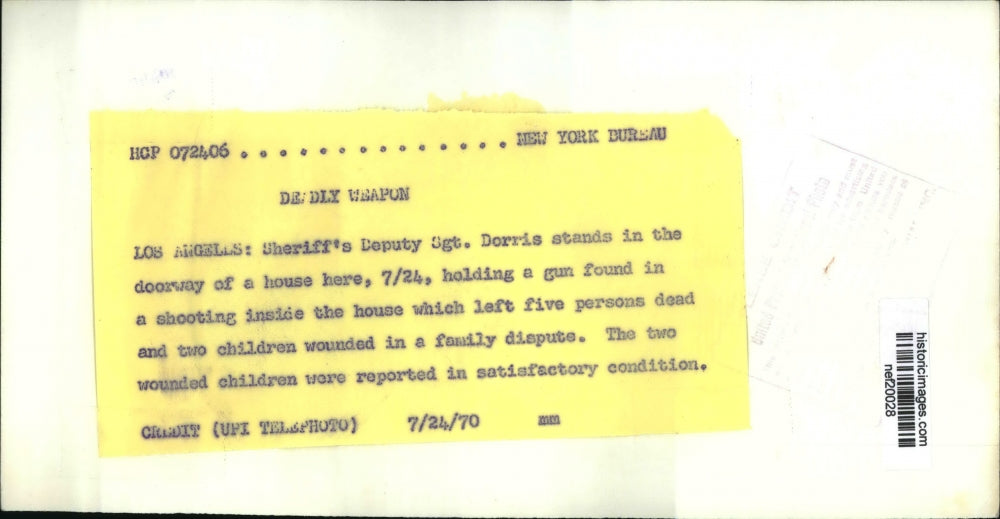 HCP 072406 . . . . . . . . . . . . . . . NEW YORK BUREAU
DEADLY WEAPON
LOS ANGELES: Sheriff's Deputy Sgt. Dorris stands in the
doorway of a house here, 7/24, holding a gun found in
a shooting inside the house which left five persons dead
and two children wounded in a family dispute. The two
wounded children were reported in satisfactory condition.
CREDIT (UPI TELEPHOTO) 7/24/70 mm
historicimages.com
nef20028